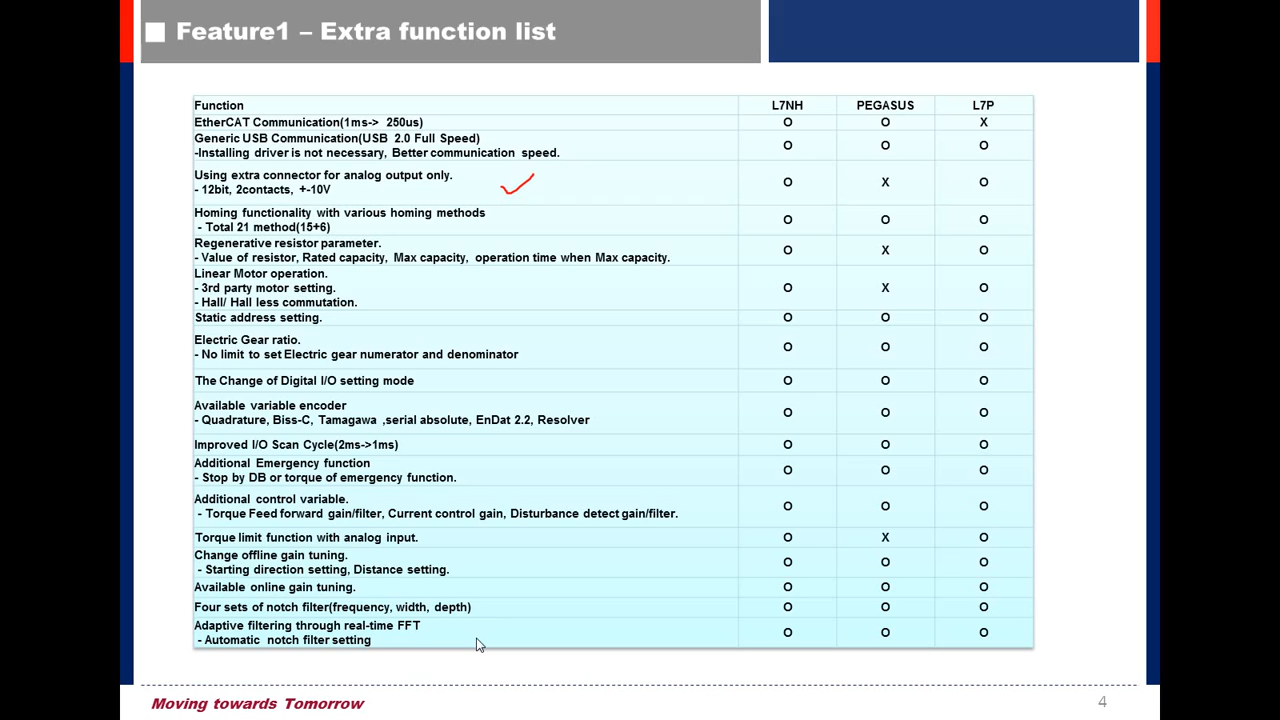 Feature1 – Extra function list
Function L7NH PEGASUS L7P
EtherCAT Communication(1ms-> 250us) O O X
Generic USB Communication(USB 2.0 Full Speed)
-Installing driver is not necessary, Better communication speed. O O O
Using extra connector for analog output only.
- 12bit, 2contacts, +-10V O X O
Homing functionality with various homing methods
- Total 21 method(15+6) O O O
Regenerative resistor parameter.
- Value of resistor, Rated capacity, Max capacity, operation time when Max capacity. O X O
Linear Motor operation.
- 3rd party motor setting. O X O
- Hall/ Hall less commutation.
Static address setting. O O O
Electric Gear ratio.
- No limit to set Electric gear numerator and denominator O O O
The Change of Digital I/O setting mode O O O
Available variable encoder
- Quadrature, Biss-C, Tamagawa ,serial absolute, EnDat 2.2, Resolver O O O
Improved I/O Scan Cycle(2ms->1ms) O O O
Additional Emergency function
- Stop by DB or torque of emergency function. O O O
Additional control variable.
- Torque Feed forward gain/filter, Current control gain, Disturbance detect gain/filter. O O O
Torque limit function with analog input. O X O
Change offline gain tuning.
- Starting direction setting, Distance setting. O O O
Available online gain tuning. O O O
Four sets of notch filter(frequency, width, depth) O O O
Adaptive filtering through real-time FFT
- Automatic notch filter setting O O O
Moving towards Tomorrow 4